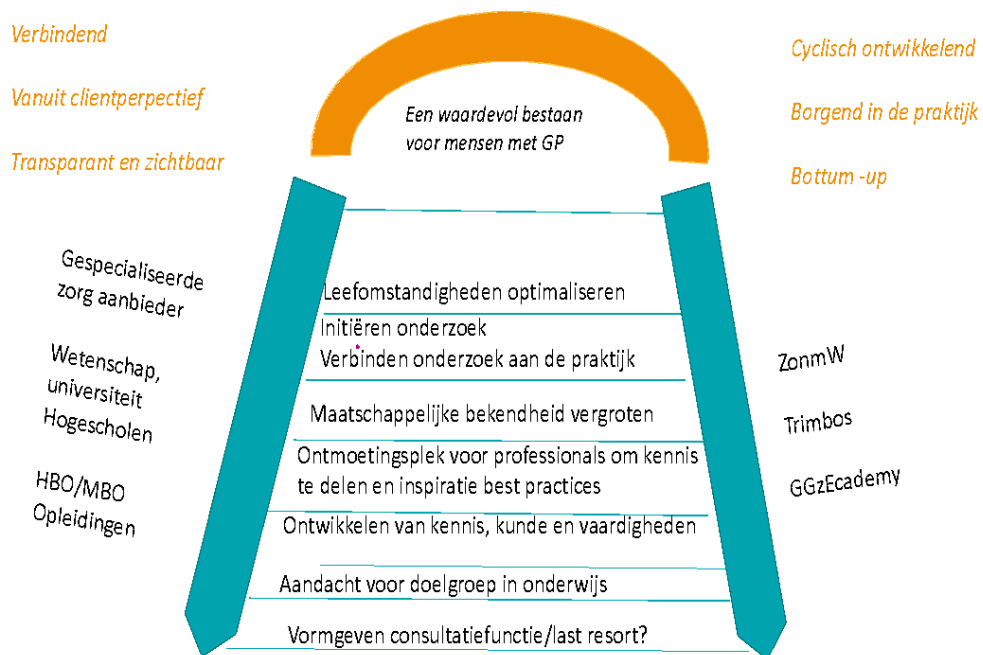 Verbindend
Vanuit clientperpectief
Transparant en zichtbaar
Cyclisch ontwikkelend
Borgend in de praktijk
Bottum -up
Een waardevol bestaan
voor mensen met GP
Gespecialiseerde
zorg aanbieder
Wetenschap,
universiteit
Hogescholen
HBO/MBO
Opleidingen
Leefomstandigheden optimaliseren
Initiëren onderzoek
Verbinden onderzoek aan de praktijk
Maatschappelijke bekendheid vergroten
Ontmoetingsplek voor professionals om kennis
te delen en inspiratie best practices
Ontwikkelen van kennis, kunde en vaardigheden
Aandacht voor doelgroep in onderwijs
Vormgeven consultatiefunctie/last resort?
ZonmW
Trimbos
GGzEcademy